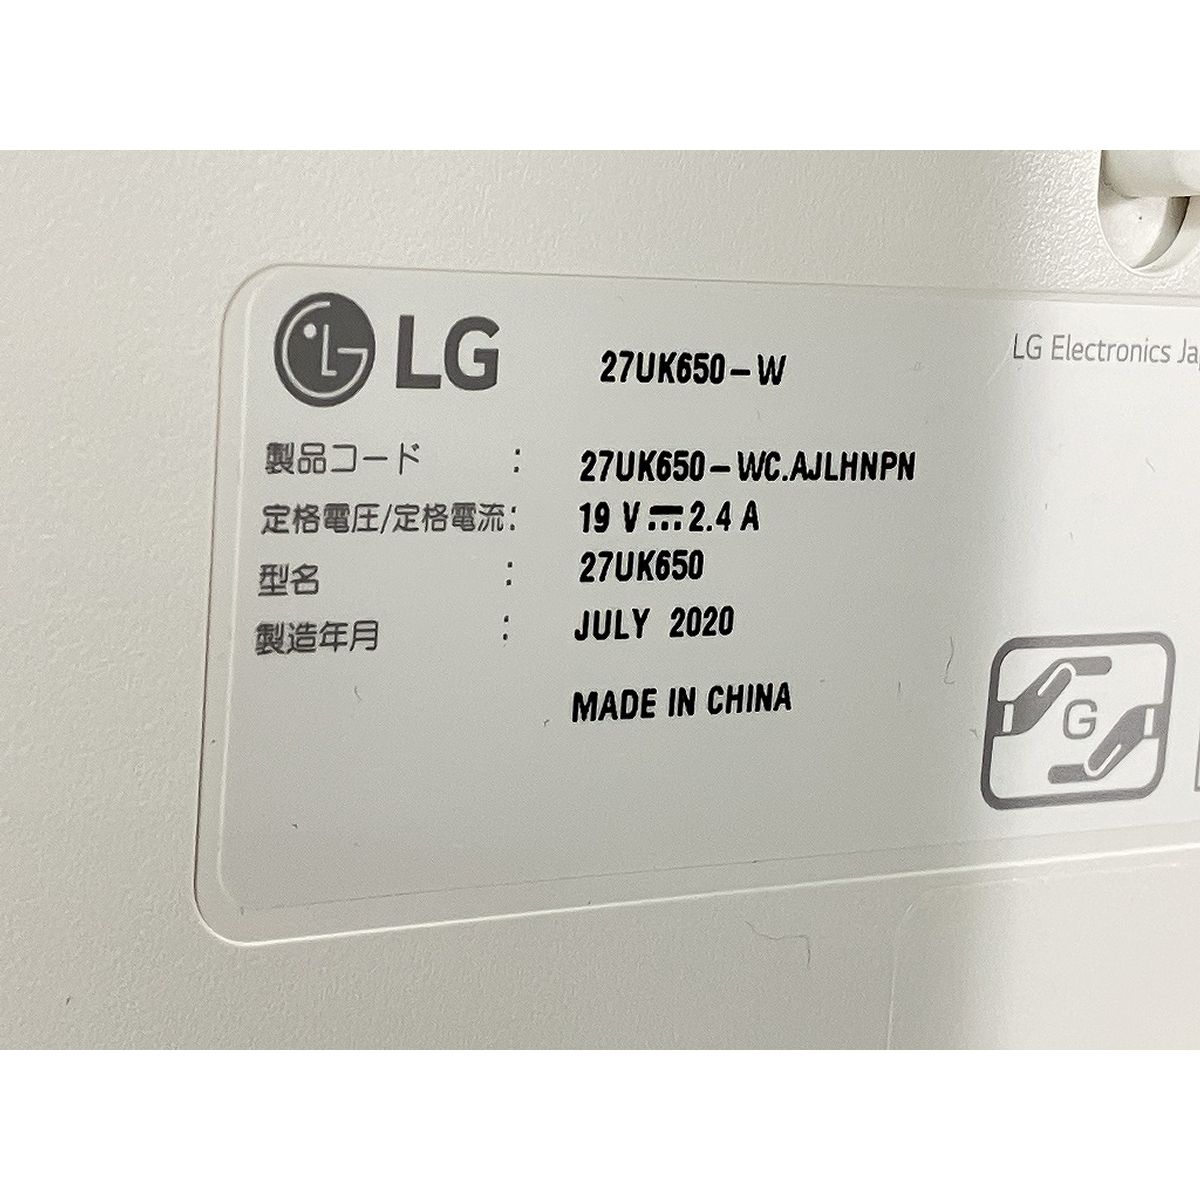 LG 27UK650-W LG Electronics
製品コード : 27UK650-WC.AJLHNPN
定格電圧/定格電流: 19 V⎓2.4 A
型名 : 27UK650
製造年月 : JULY 2020
MADE IN CHINA
G